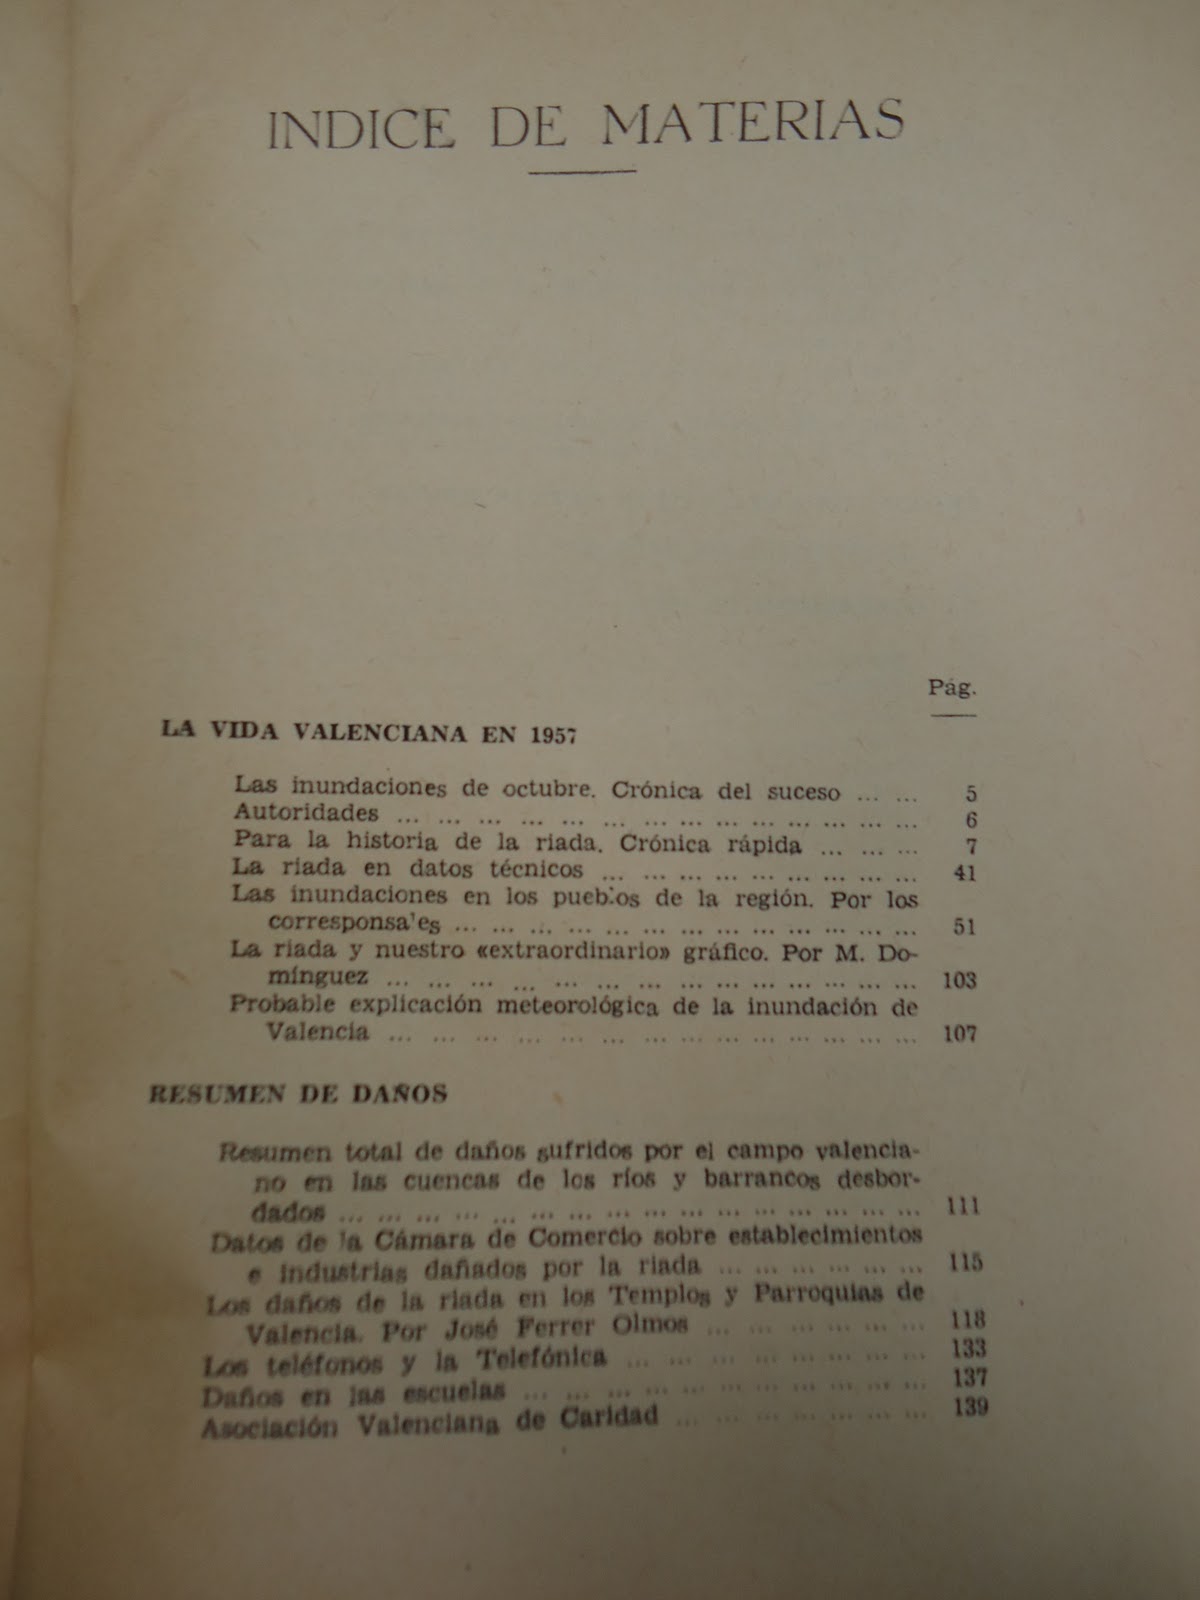 INDICE DE MATERIAS
Pág.
LA VIDA VALENCIANA EN 1957
Las inundaciones de octubre. Crónica del suceso ... ... 5
Autoridades ... ... ... ... ... ... ... ... ... ... ... ... ... ... 6
Para la historia de la riada. Crónica rápida ... ... ... 7
La riada en datos técnicos ... ... ... ... ... ... ... ... 41
Las inundaciones en los pueblos de la región. Por los
corresponsa'es ... ... ... ... ... ... ... ... ... ... ... ... 51
La riada y nuestro «extraordinario» gráfico. Por M. Do-
mínguez ... ... ... ... ... ... ... ... ... ... ... ... ... ... 103
Probable explicación meteorológica de la inundación de
Valencia ... ... ... ... ... ... ... ... ... ... ... ... ... ... 107
RESUMEN DE DAÑOS
Resumen total de daños sufridos por el campo valencia-
no en las cuencas de los ríos y barrancos desbor-
dados ... ... ... ... ... ... ... ... ... ... ... ... ... ... ... 111
Datos de la Cámara de Comercio sobre establecimientos
e industrias dañados por la riada ... ... ... ... ... ... 115
Los daños de la riada en los Templos y Parroquias de
Valencia. Por José Ferrer Olmos ... ... ... ... ... ... 118
Los teléfonos y la Telefónica ... ... ... ... ... ... ... ... 133
Daños en las escuelas ... ... ... ... ... ... ... ... ... ... 137
Asociación Valenciana de Caridad ... ... ... ... ... ... ... 139